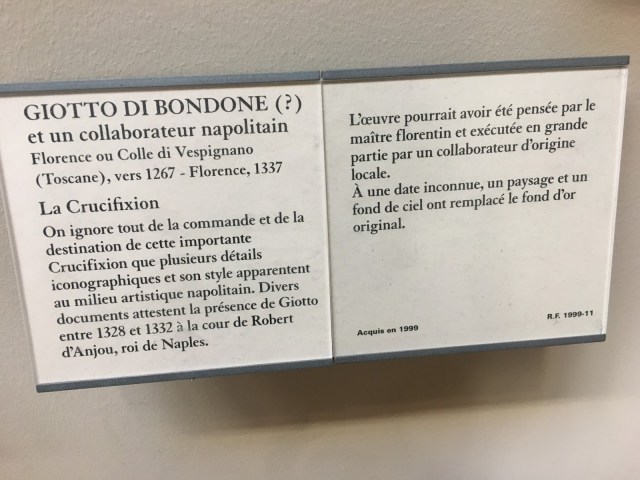 GIOTTO DI BONDONE (?)
et un collaborateur napolitain
Florence ou Colle di Vespignano
(Toscane), vers 1267 - Florence, 1337
La Crucifixion
On ignore tout de la commande et de la
destination de cette importante
Crucifixion que plusieurs détails
iconographiques et son style apparentent
au milieu artistique napolitain. Divers
documents attestent la présence de Giotto
entre 1328 et 1332 à la cour de Robert
d'Anjou, roi de Naples.
L'œuvre pourrait avoir été pensée par le
maître florentin et exécutée en grande
partie par un collaborateur d'origine
locale.
À une date inconnue, un paysage et un
fond de ciel ont remplacé le fond d'or
original.
Acquis en 1999
R.F. 1999-11